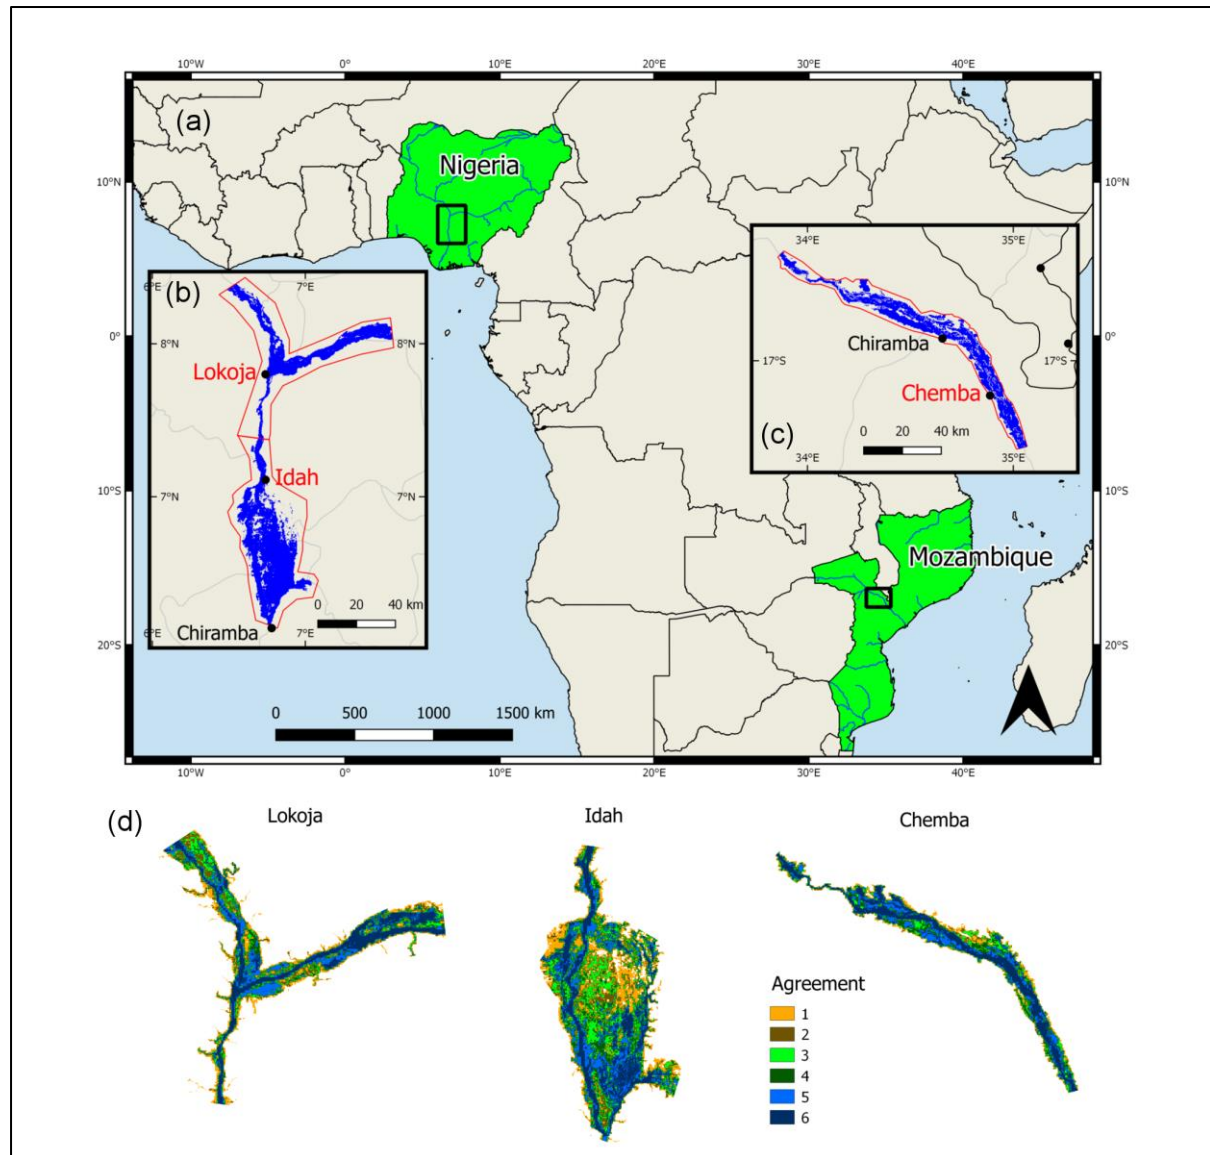 10°W 0° 10°E 20°E 30°E 40°E
(a)
Nigeria
10°N 10°N
34°E 35°E
6°E 7°E
(b)
8°N 8°N
0° 0°
Chiramba
17°S 17°S
Lokoja
Chemba
(c)
0 20 40 km
34°E 35°E
Idah
7°N 7°N
10°S 10°S
Mozambique
0 20 40 km
Chiramba
6°E 7°E
20°S 20°S
0 500 1000 1500 km
10°W 0° 10°E 20°E 30°E 40°E
(d)
Lokoja Idah Chemba
Agreement
1
2
3
4
5
6